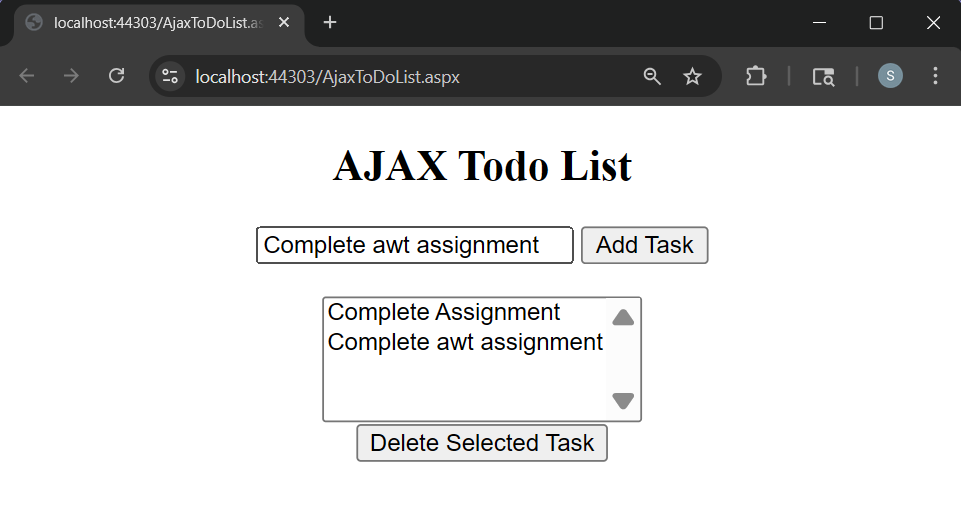 localhost:44303/AjaxToDoList.as
localhost:44303/AjaxToDoList.aspx
S
AJAX Todo List
Complete awt assignment
Add Task
Complete Assignment
Complete awt assignment
Delete Selected Task